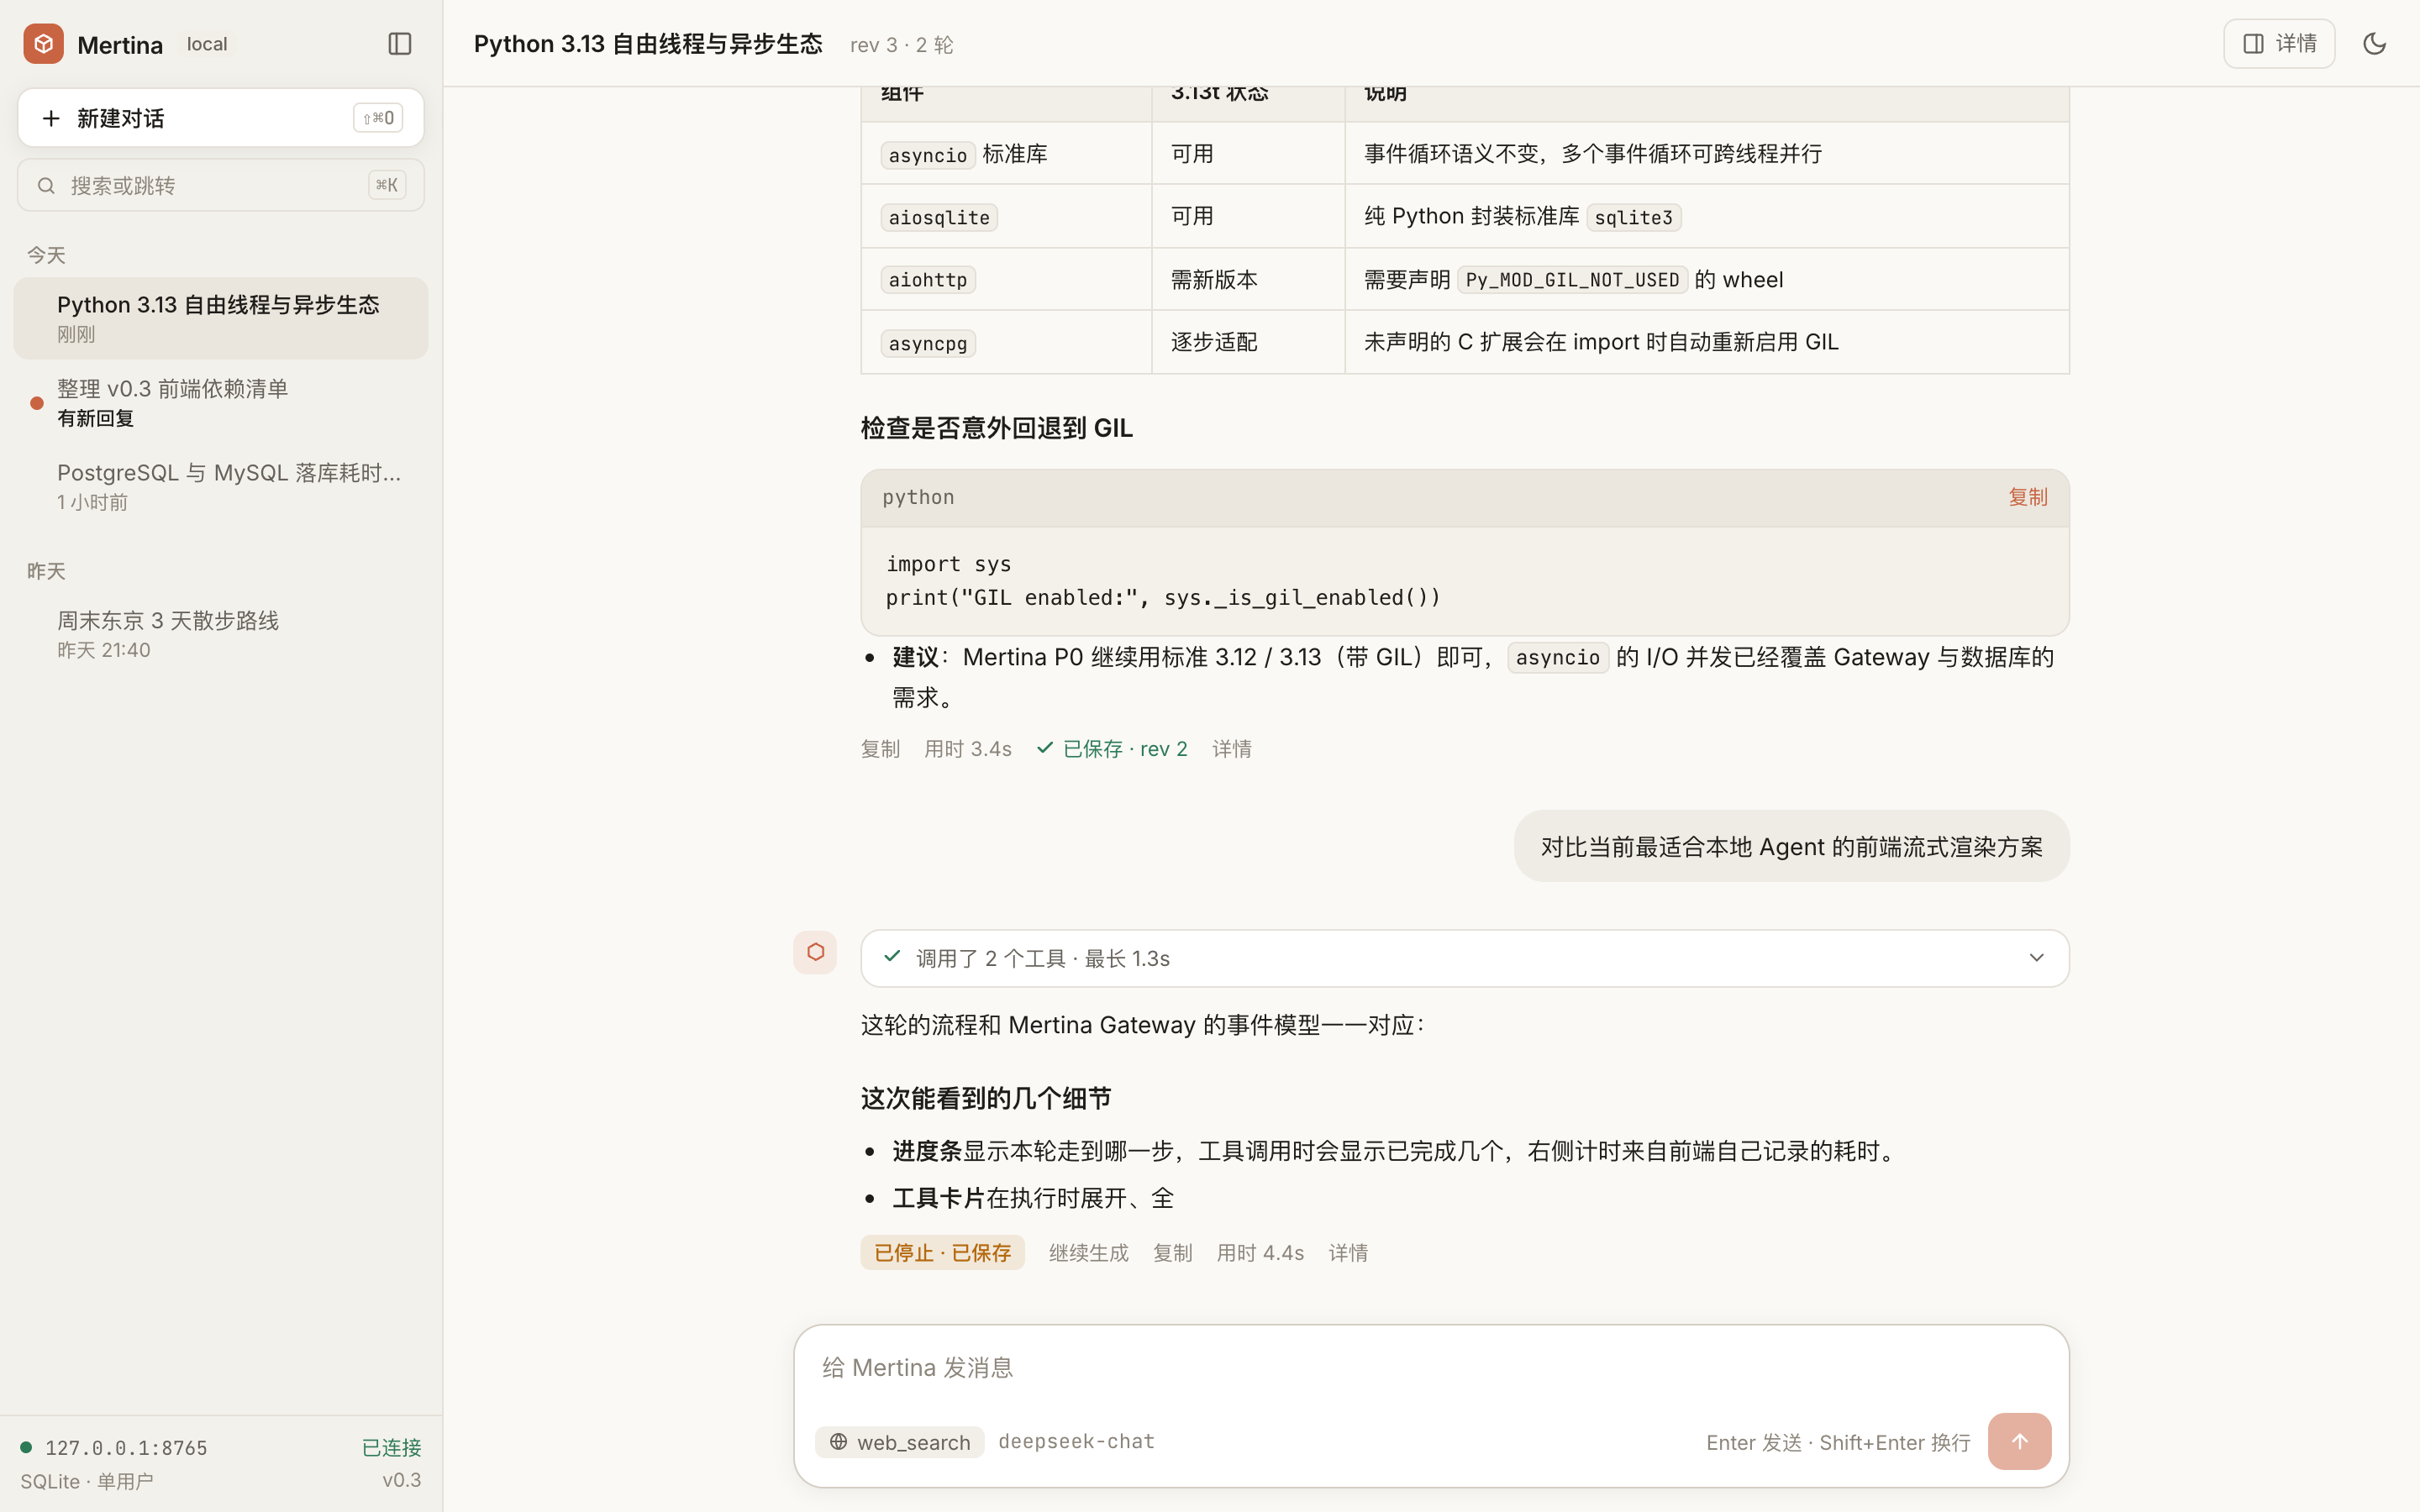 Mertina local
新建对话 ⇧⌘O
搜索或跳转 ⌘K
今天
Python 3.13 自由线程与异步生态
刚刚
整理 v0.3 前端依赖清单
有新回复
PostgreSQL 与 MySQL 落库耗时...
1 小时前
昨天
周末东京 3 天散步路线
昨天 21:40
127.0.0.1:8765 已连接
SQLite · 单用户 v0.3
Python 3.13 自由线程与异步生态 rev 3 · 2 轮 详情
组件 3.13t 状态 说明
asyncio 标准库 可用 事件循环语义不变，多个事件循环可跨线程并行
aiosqlite 可用 纯 Python 封装标准库 sqlite3
aiohttp 需新版本 需要声明 Py_MOD_GIL_NOT_USED 的 wheel
asyncpg 逐步适配 未声明的 C 扩展会在 import 时自动重新启用 GIL
检查是否意外回退到 GIL
python 复制
import sys
print("GIL enabled:", sys._is_gil_enabled())
• 建议：Mertina P0 继续用标准 3.12 / 3.13（带 GIL）即可，asyncio 的 I/O 并发已经覆盖 Gateway 与数据库的
需求。
复制 用时 3.4s 已保存 · rev 2 详情
对比当前最适合本地 Agent 的前端流式渲染方案
调用了 2 个工具 · 最长 1.3s
这轮的流程和 Mertina Gateway 的事件模型一一对应：
这次能看到的几个细节
• 进度条显示本轮走到哪一步，工具调用时会显示已完成几个，右侧计时来自前端自己记录的耗时。
• 工具卡片在执行时展开、全
已停止 · 已保存 继续生成 复制 用时 4.4s 详情
给 Mertina 发消息
web_search deepseek-chat Enter 发送 · Shift+Enter 换行